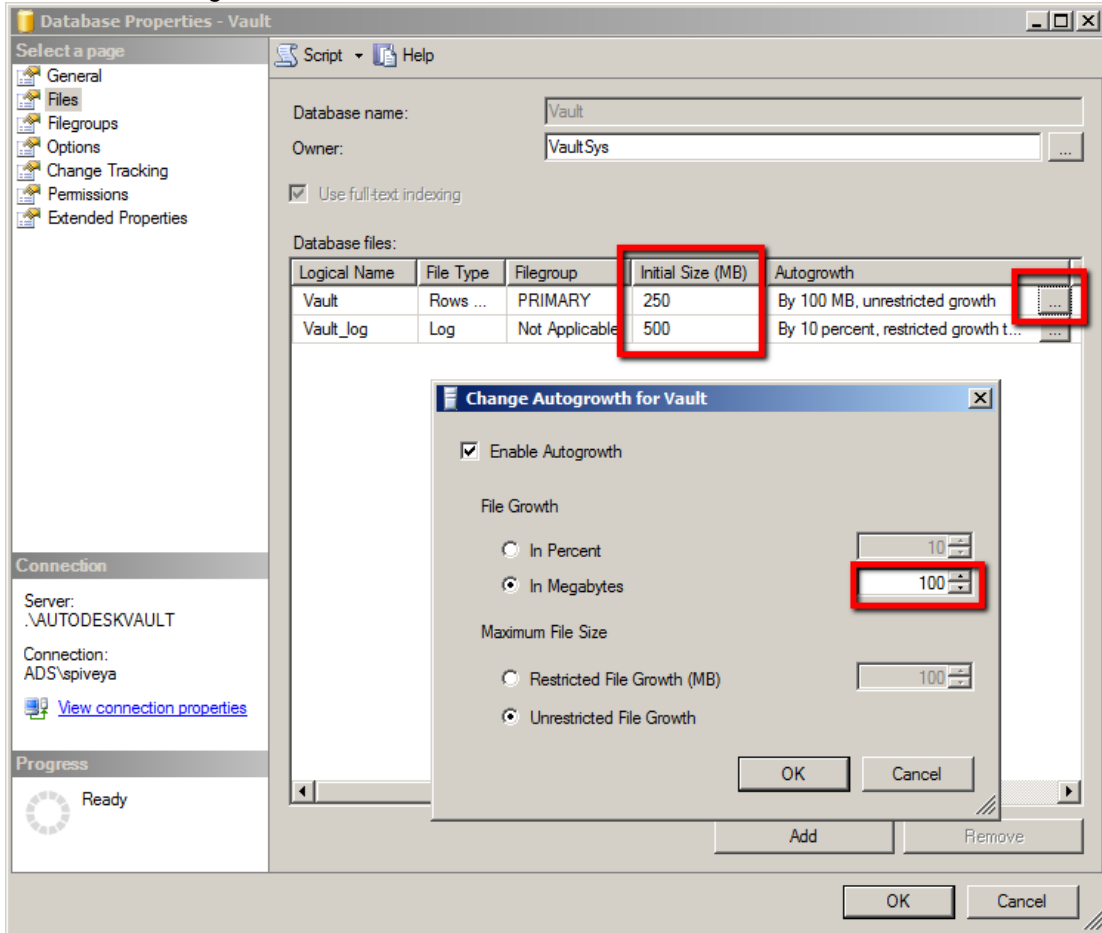 Database Properties - Vault
Select a page
General
Files
Filegroups
Options
Change Tracking
Permissions
Extended Properties
Script Help
Database name: Vault
Owner: VaultSys ...
Use full-text indexing
Database files:
Logical Name File Type Filegroup Initial Size (MB) Autogrowth
Vault Rows ... PRIMARY 250 By 100 MB, unrestricted growth ...
Vault_log Log Not Applicable 500 By 10 percent, restricted growth t... ...
Change Autogrowth for Vault
Enable Autogrowth
File Growth
In Percent 10
In Megabytes 100
Maximum File Size
Restricted File Growth (MB) 100
Unrestricted File Growth
OK Cancel
Connection
Server:
.\AUTODESKVAULT
Connection:
ADS\spiveya
View connection properties
Progress
Ready
Add Remove
OK Cancel